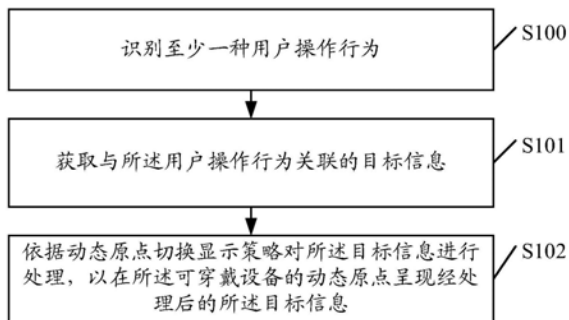 识别至少一种用户操作行为
S100
获取与所述用户操作行为关联的目标信息
S101
依据动态原点切换显示策略对所述目标信息进行
处理，以在所述可穿戴设备的动态原点呈现经处
理后的所述目标信息
S102